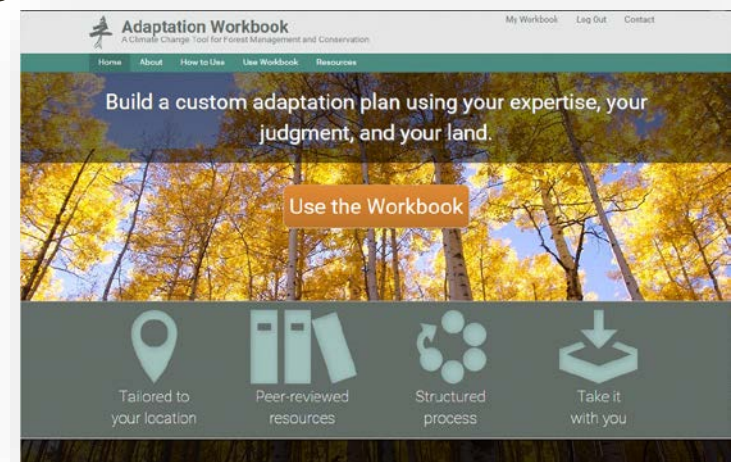 Adaptation Workbook
A Climate Change Tool for Forest Management and Conservation
My Workbook Log Out Contact
Home About How to Use Use Workbook Resources
Build a custom adaptation plan using your expertise, your
judgment, and your land.
Use the Workbook
Tailored to
your location
Peer-reviewed
resources
Structured
process
Take it
with you